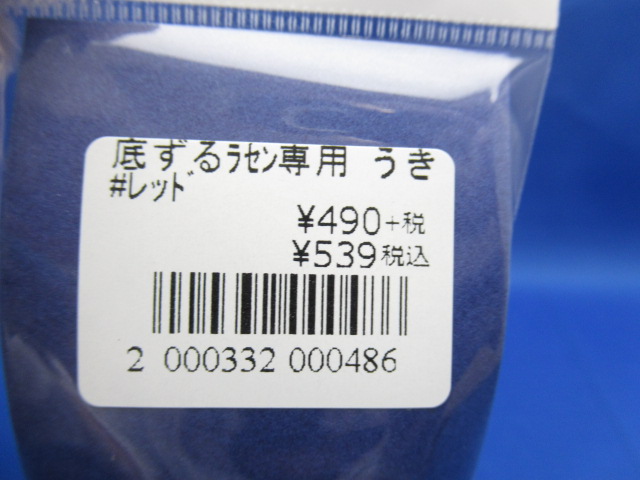 底ずるﾗｾﾝ専用 うき
#ﾚｯﾄﾞ
¥490+税
¥539税込
2 000332 000486